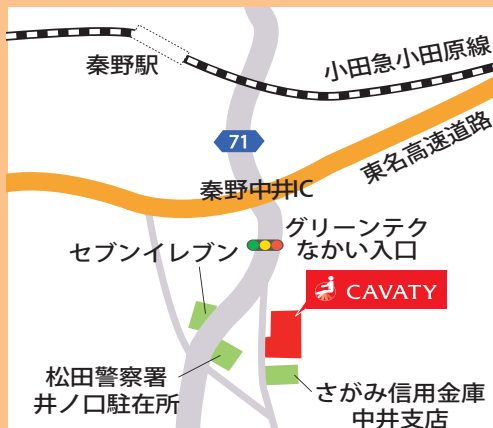 小田急小田原線
秦野駅
71
東名高速道路
秦野中井IC
グリーンテク
なかい入口
セブンイレブン
CAVATY
松田警察署
井ノ口駐在所
さがみ信用金庫
中井支店